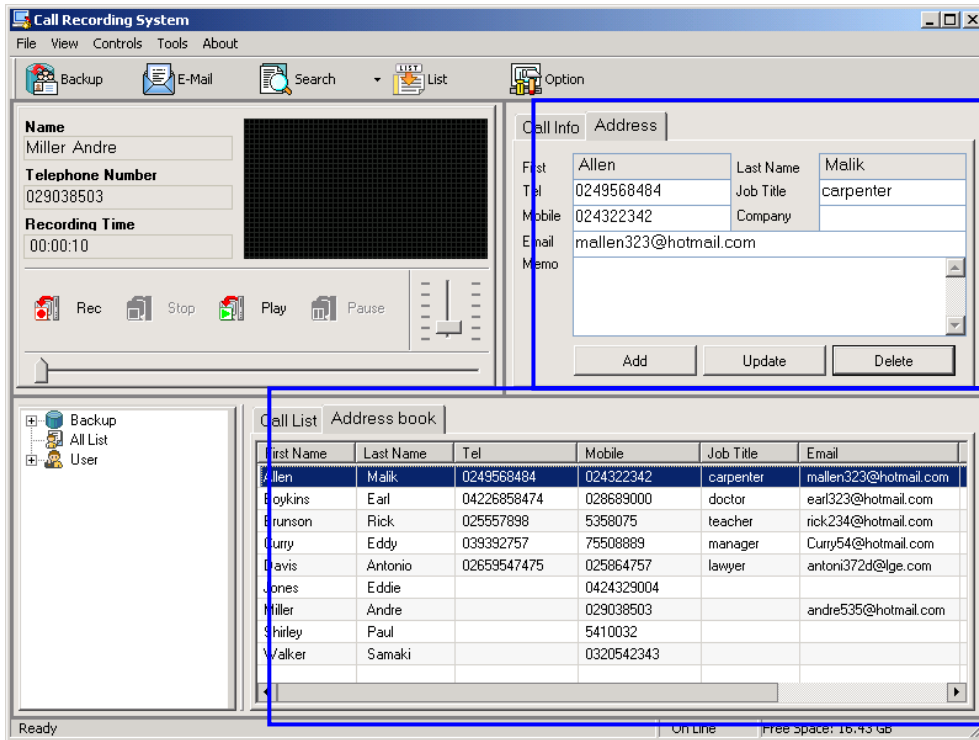 Call Recording System
File View Controls Tools About
Backup E-Mail Search LIST List Option
Name
Miller Andre
Telephone Number
029038503
Recording Time
00:00:10
Rec Stop Play Pause
Call Info Address
First Allen Last Name Malik
Tel 0249568484 Job Title carpenter
Mobile 024322342 Company
Email mallen323@hotmail.com
Memo
Add Update Delete
Backup
All List
User
Call List Address book
First Name Last Name Tel Mobile Job Title Email
Allen Malik 0249568484 024322342 carpenter mallen323@hotmail.com
Boykins Earl 04226858474 028689000 doctor earl323@hotmail.com
Brunson Rick 025557898 5358075 teacher rick234@hotmail.com
Curry Eddy 039392757 75508889 manager Curry54@hotmail.com
Davis Antonio 02659547475 025864757 lawyer antoni372d@lge.com
Jones Eddie 0424329004
Miller Andre 029038503 andre535@hotmail.com
Shirley Paul 5410032
Walker Samaki 0320542343
Ready On Line Free Space: 16.43 GB